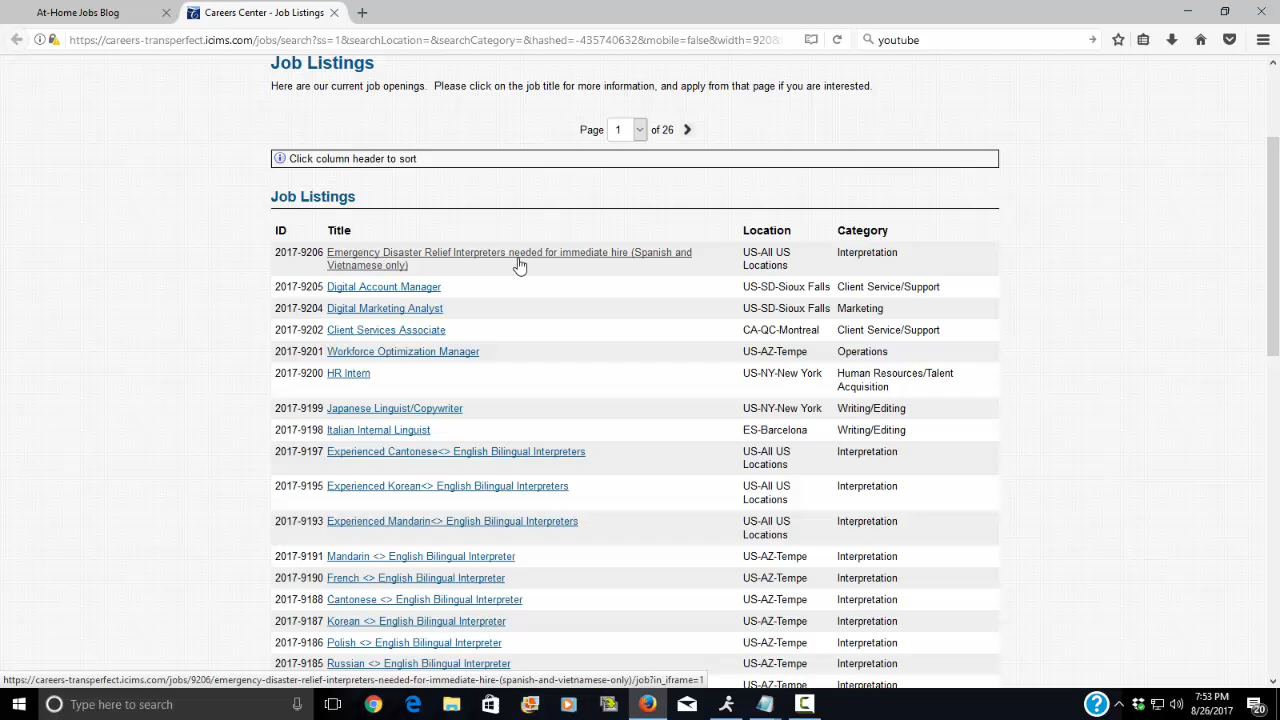 At-Home Jobs Blog
Careers Center - Job Listings
https://careers-transperfect.icims.com/jobs/search?ss=1&searchLocation=&searchCategory=&hashed=-435740632&mobile=false&width=920&
youtube
Job Listings
Here are our current job openings. Please click on the job title for more information, and apply from that page if you are interested.
Page 1 of 26
Click column header to sort
Job Listings
ID Title Location Category
2017-9206 Emergency Disaster Relief Interpreters needed for immediate hire (Spanish and US-All US Interpretation
Vietnamese only) Locations
2017-9205 Digital Account Manager US-SD-Sioux Falls Client Service/Support
2017-9204 Digital Marketing Analyst US-SD-Sioux Falls Marketing
2017-9202 Client Services Associate CA-QC-Montreal Client Service/Support
2017-9201 Workforce Optimization Manager US-AZ-Tempe Operations
2017-9200 HR Intern US-NY-New York Human Resources/Talent
Acquisition
2017-9199 Japanese Linguist/Copywriter US-NY-New York Writing/Editing
2017-9198 Italian Internal Linguist ES-Barcelona Writing/Editing
2017-9197 Experienced Cantonese<> English Bilingual Interpreters US-All US Interpretation
Locations
2017-9195 Experienced Korean<> English Bilingual Interpreters US-All US Interpretation
Locations
2017-9193 Experienced Mandarin<> English Bilingual Interpreters US-All US Interpretation
Locations
2017-9191 Mandarin <> English Bilingual Interpreter US-AZ-Tempe Interpretation
2017-9190 French <> English Bilingual Interpreter US-AZ-Tempe Interpretation
2017-9188 Cantonese <> English Bilingual Interpreter US-AZ-Tempe Interpretation
2017-9187 Korean <> English Bilingual Interpreter US-AZ-Tempe Interpretation
2017-9186 Polish <> English Bilingual Interpreter US-AZ-Tempe Interpretation
2017-9185 Russian <> English Bilingual Interpreter US-AZ-Tempe Interpretation
https://careers-transperfect.icims.com/jobs/9206/emergency-disaster-relief-interpreters-needed-for-immediate-hire-(spanish-and-vietnamese-only)/job?in_iframe=1
Type here to search
7:53 PM
8/26/2017
20